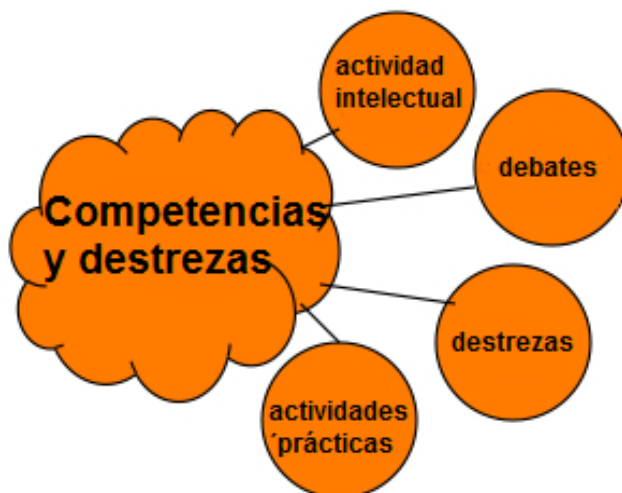 actividad
intelectual
debates
Competencias
y destrezas
destrezas
actividades
´prácticas